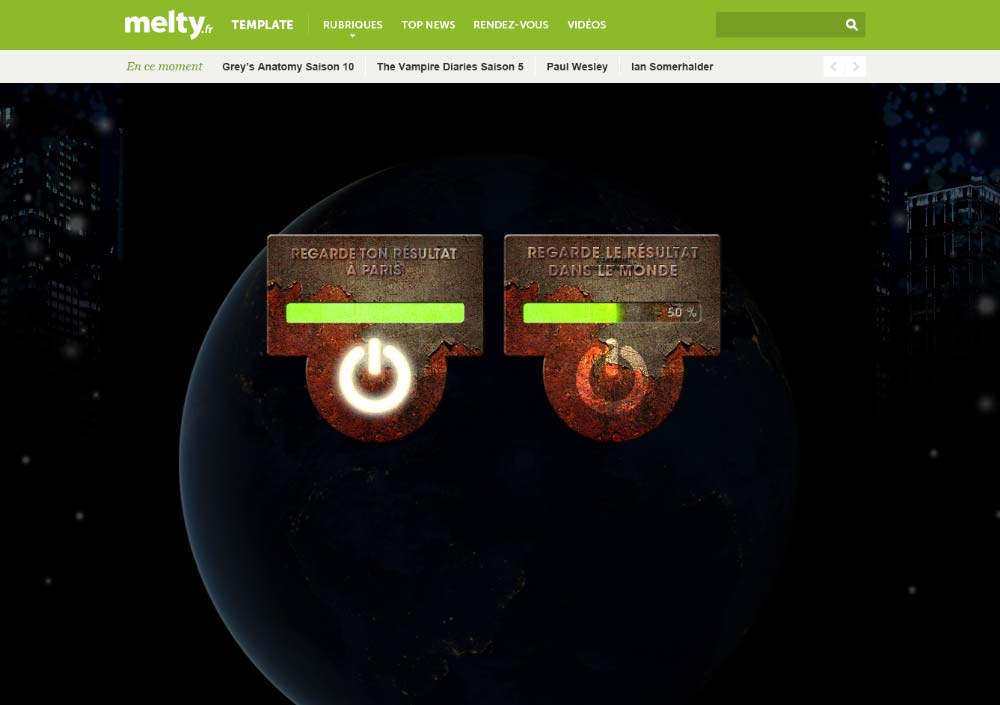 melty.fr TEMPLATE RUBRIQUES TOP NEWS RENDEZ-VOUS VIDÉOS
En ce moment Grey's Anatomy Saison 10 The Vampire Diaries Saison 5 Paul Wesley Ian Somerhalder
REGARDE TON RÉSULTAT
À PARIS
REGARDE LE RÉSULTAT
DANS LE MONDE
50 %